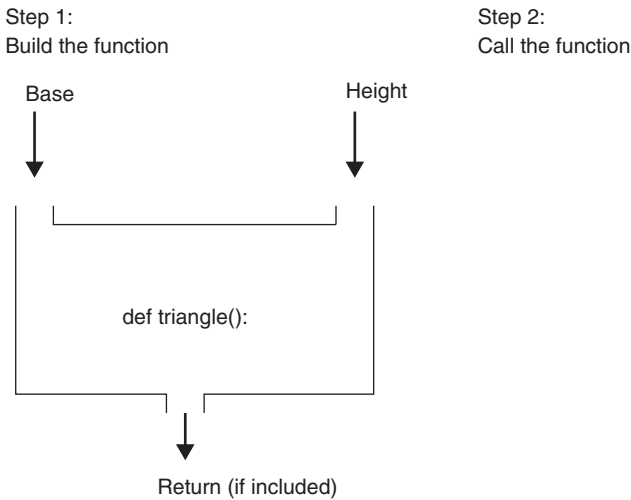 Step 1:
Build the function
Step 2:
Call the function
Base
Height
def triangle():
Return (if included)